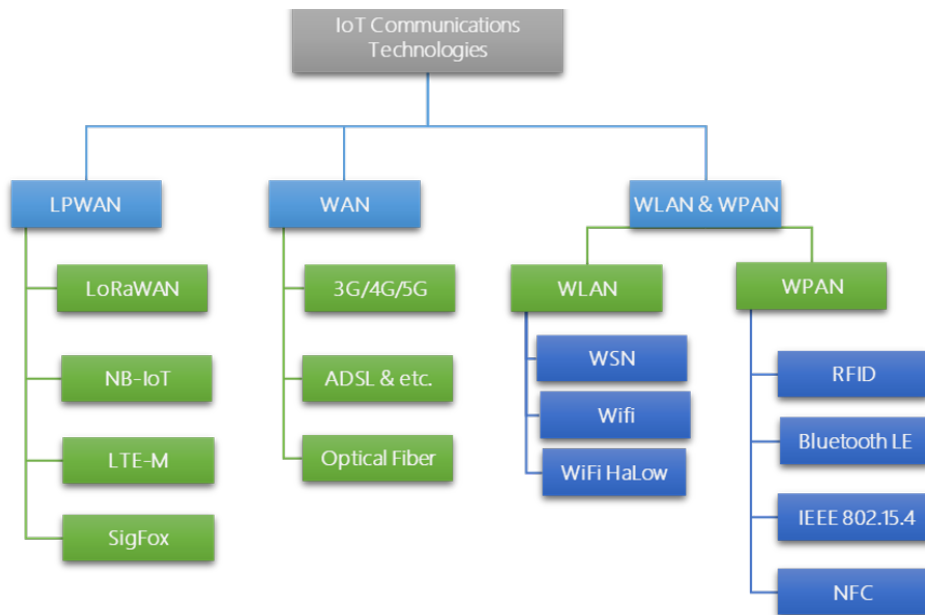 IoT Communications
Technologies
LPWAN
WAN
WLAN & WPAN
LoRaWAN
3G/4G/5G
WLAN
WPAN
NB-IoT
ADSL & etc.
WSN
RFID
Wifi
Bluetooth LE
LTE-M
Optical Fiber
WiFi HaLow
IEEE 802.15.4
SigFox
NFC